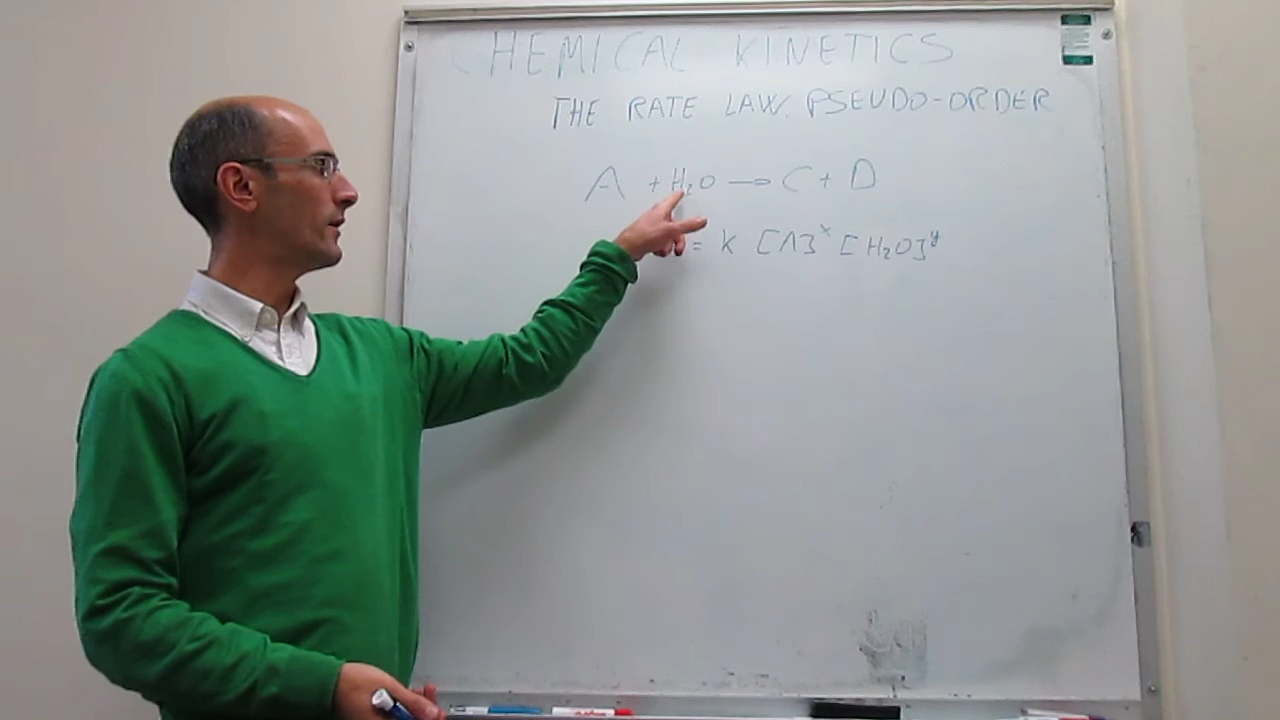 CHEMICAL KINETICS
THE RATE LAW. PSEUDO-ORDER
A + H₂O → C + D
= k [A]ˣ [H₂O]ʸ